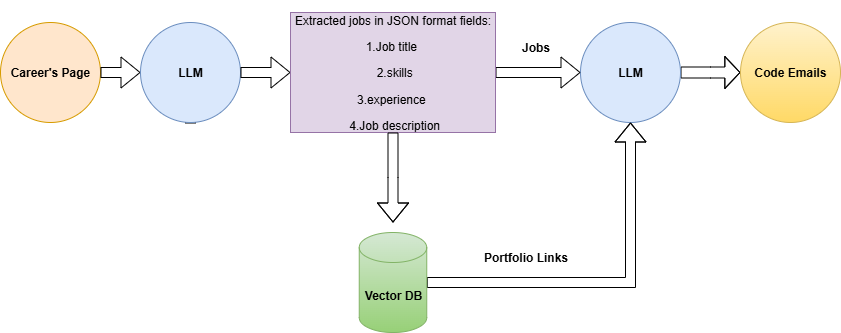 Career's Page
LLM
Extracted jobs in JSON format fields:
1.Job title
2.skills
3.experience
4.Job description
Jobs
LLM
Code Emails
Vector DB
Portfolio Links